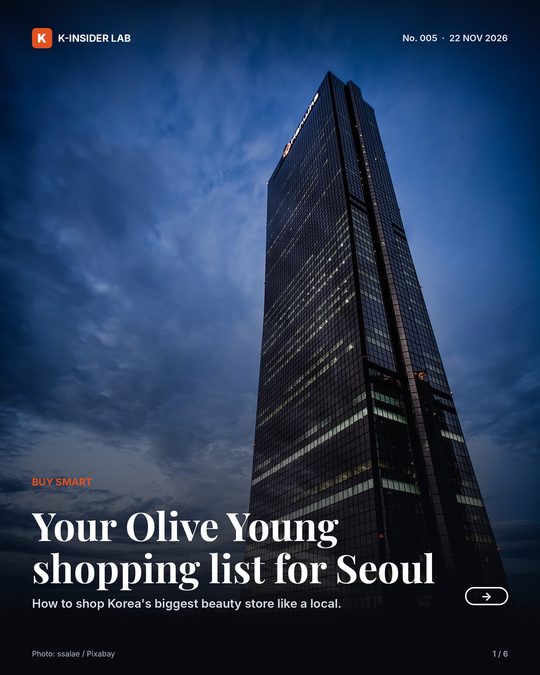 K K-INSIDER LAB
No. 005 · 22 NOV 2026
BUY SMART
Your Olive Young
shopping list for Seoul
How to shop Korea's biggest beauty store like a local.
→
Photo: ssalae / Pixabay
1 / 6